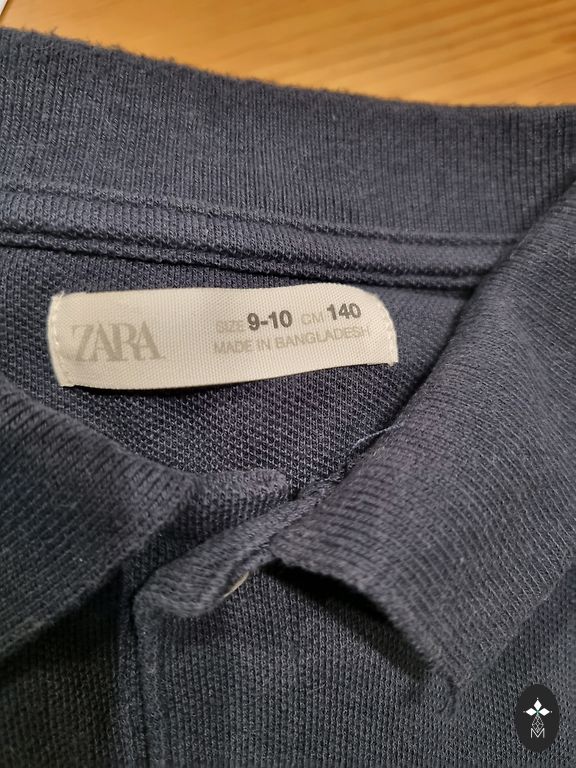 ZARA
SIZE 9-10 CM 140
MADE IN BANGLADESH
M